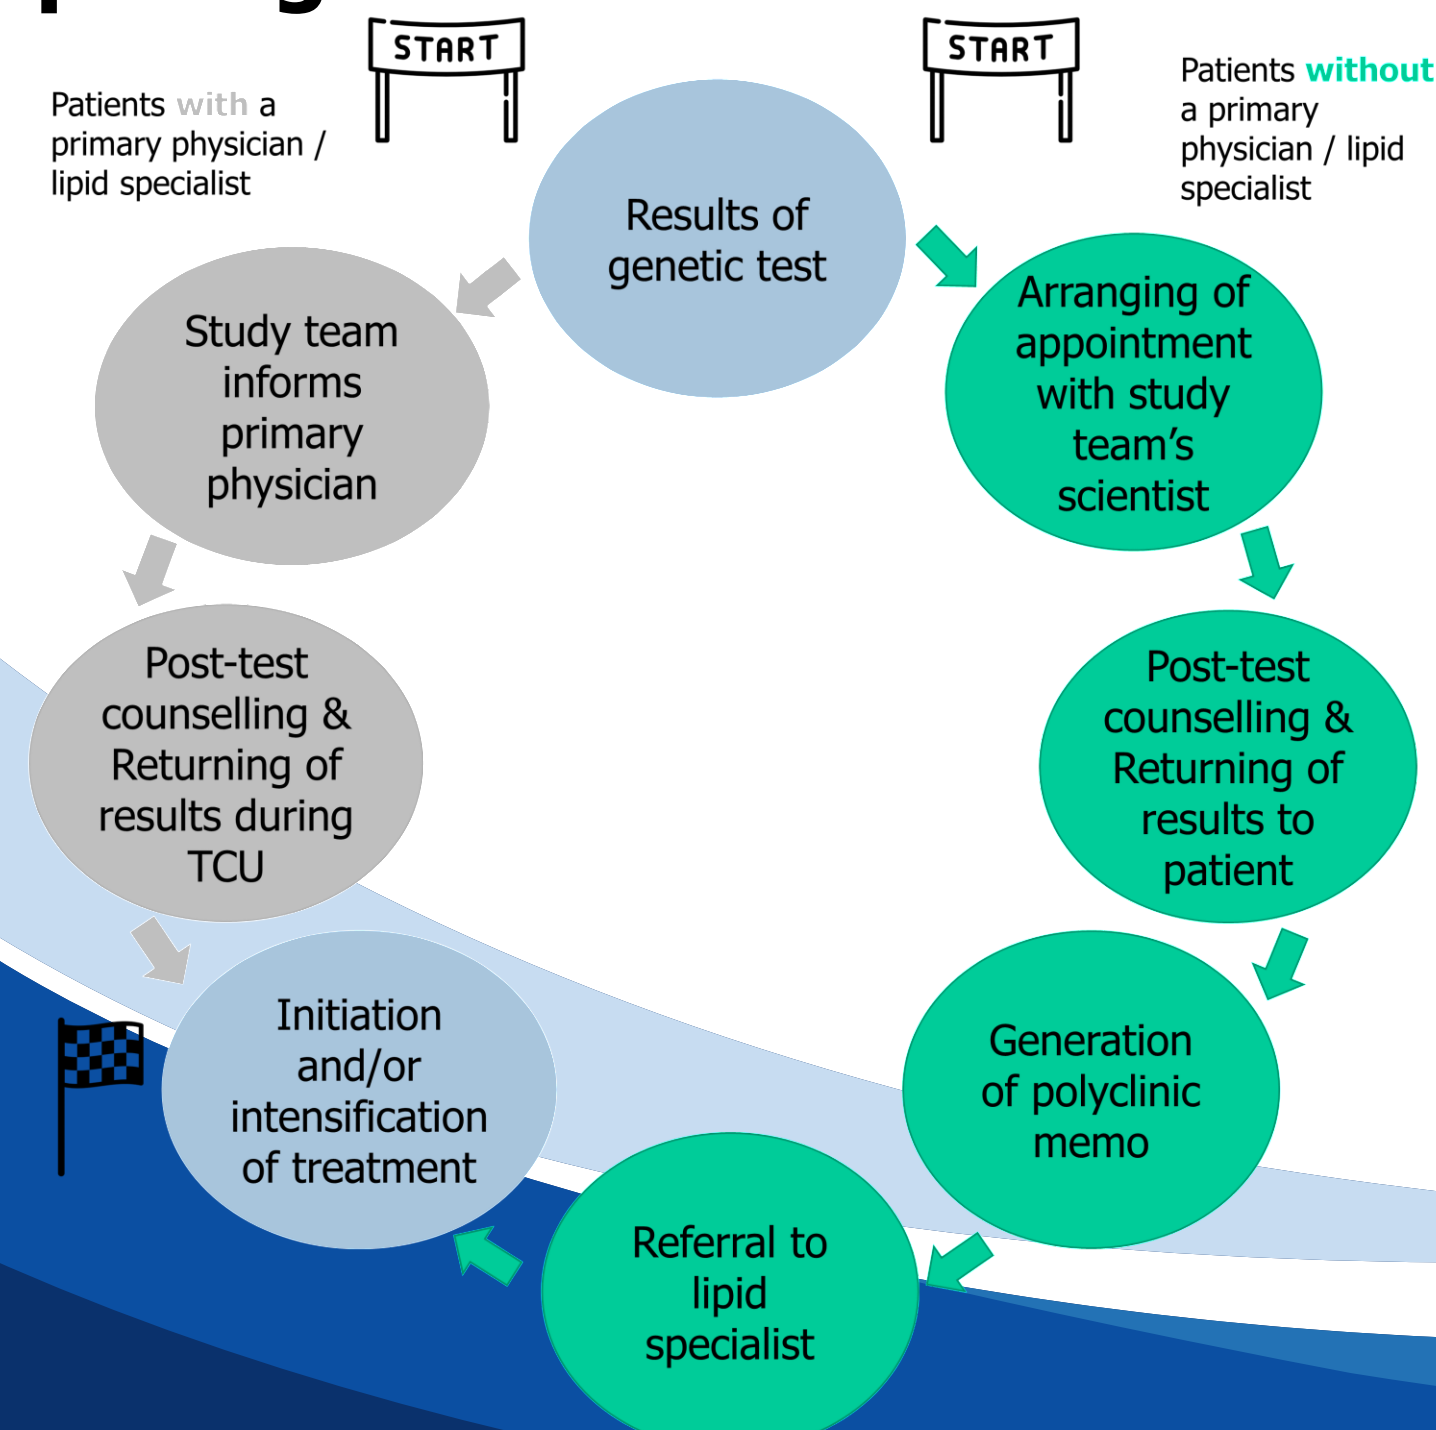 START
START
Patients with a
primary physician /
lipid specialist
Patients without
a primary
physician / lipid
specialist
Results of
genetic test
Study team
informs
primary
physician
Arranging of
appointment
with study
team’s
scientist
Post-test
counselling &
Returning of
results during
TCU
Post-test
counselling &
Returning of
results to
patient
Initiation
and/or
intensification
of treatment
Generation
of polyclinic
memo
Referral to
lipid
specialist